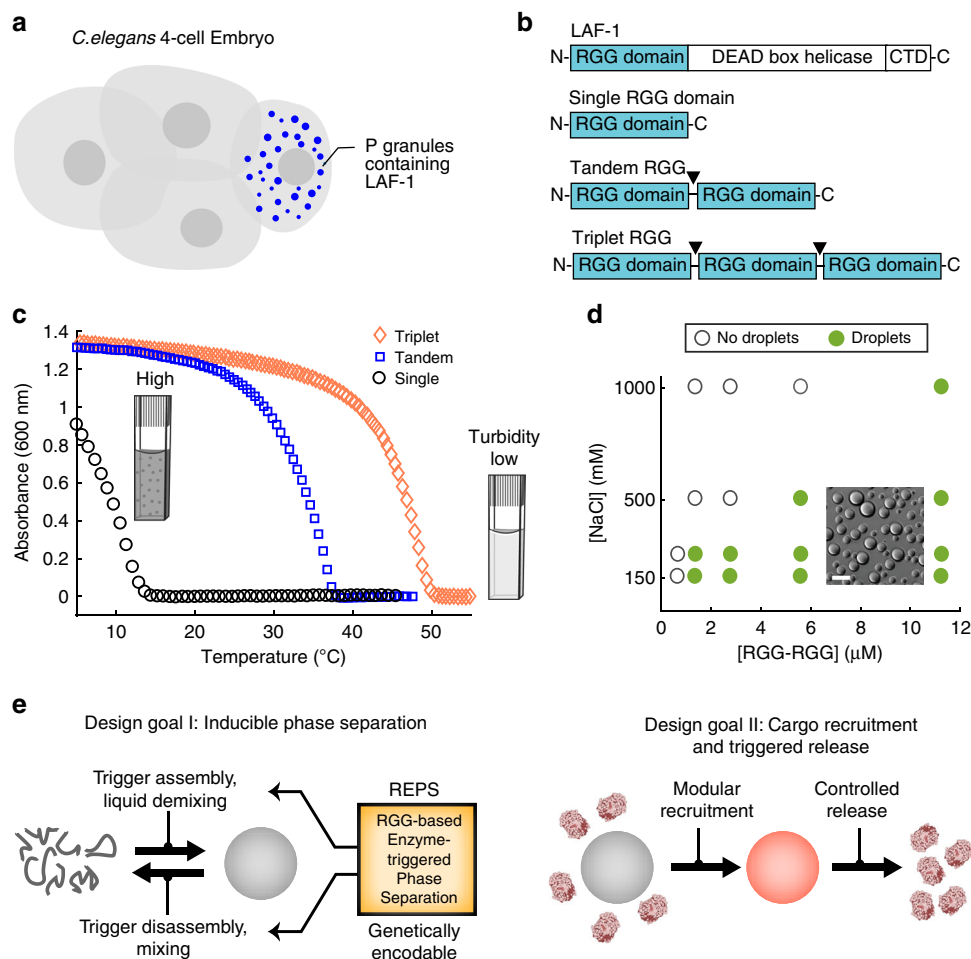 a
C.elegans 4-cell Embryo
P granules
containing
LAF-1
b
LAF-1
N- RGG domain DEAD box helicase CTD -C
Single RGG domain
N- RGG domain -C
Tandem RGG
N- RGG domain RGG domain -C
Triplet RGG
N- RGG domain RGG domain RGG domain -C
c
1.4
1.2
1
0.8
0.6
0.4
0.2
0
Absorbance (600 nm)
10 20 30 40 50
Temperature (°C)
Triplet
Tandem
Single
High
Turbidity
low
d
No droplets Droplets
1000
500
150
[NaCl] (mM)
0 2 4 6 8 10 12
[RGG-RGG] (μM)
e
Design goal I: Inducible phase separation
Trigger assembly,
liquid demixing
Trigger disassembly,
mixing
REPS
RGG-based
Enzyme-
triggered
Phase
Separation
Genetically
encodable
Design goal II: Cargo recruitment
and triggered release
Modular
recruitment
Controlled
release